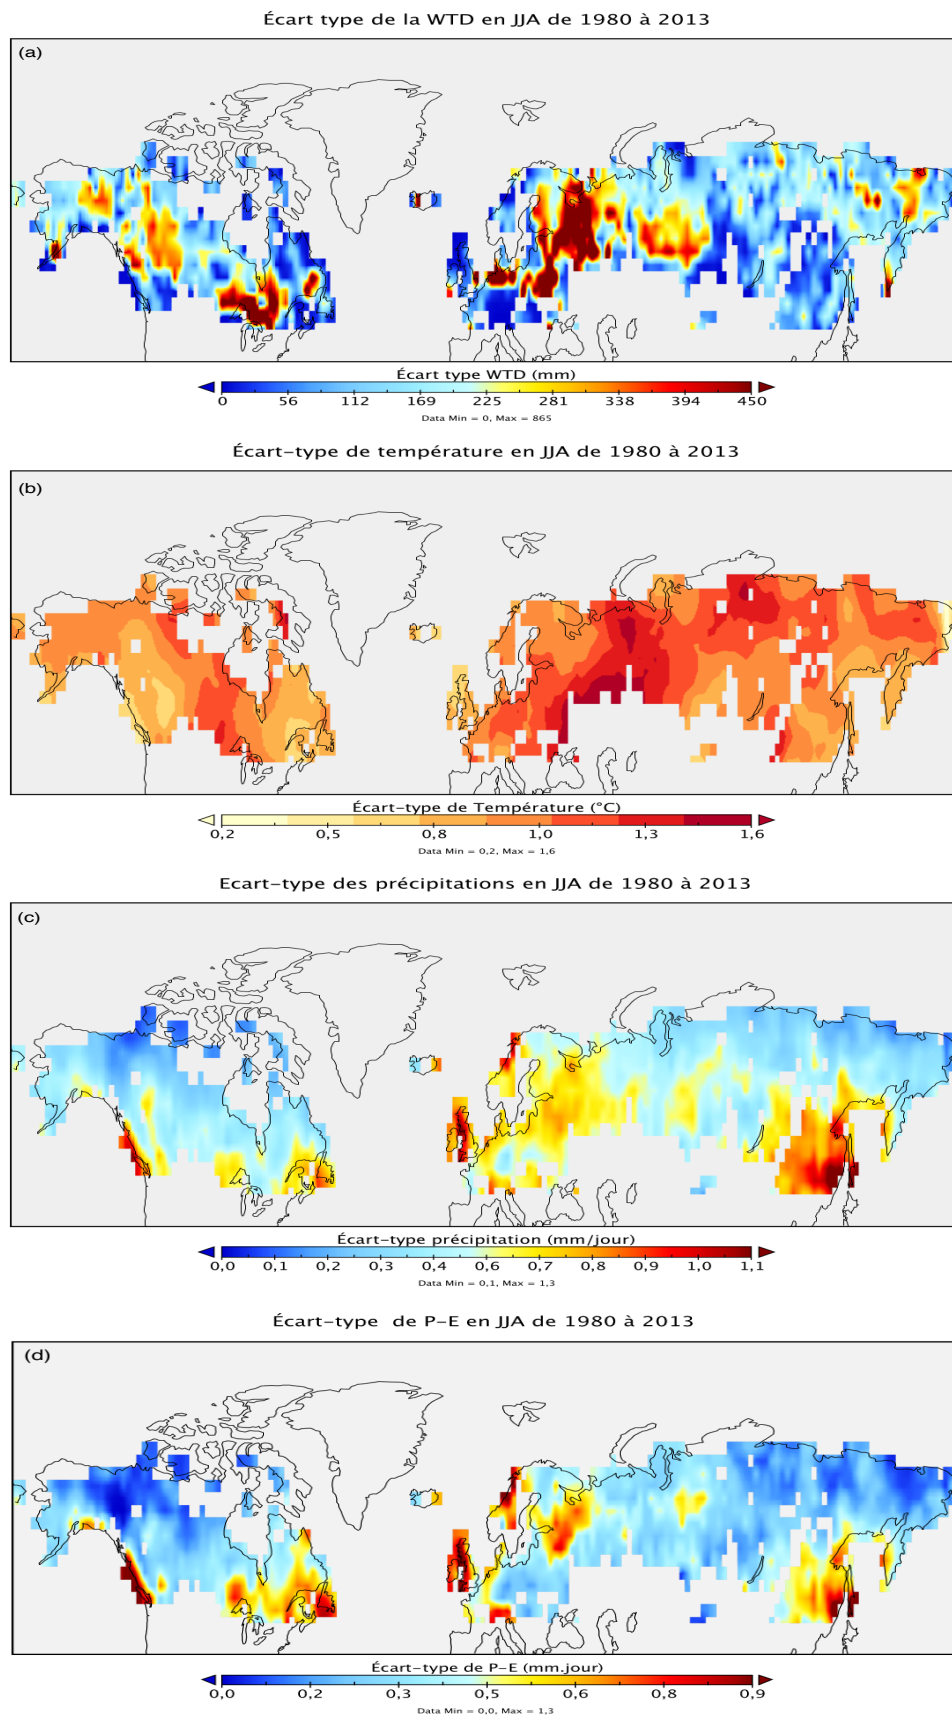 Écart type de la WTD en JJA de 1980 à 2013
(a)
Écart type WTD (mm)
0 56 112 169 225 281 338 394 450
Data Min = 0, Max = 865
Écart-type de température en JJA de 1980 à 2013
(b)
Écart-type de Température (°C)
0,2 0,5 0,8 1,0 1,3 1,6
Data Min = 0,2, Max = 1,6
Ecart-type des précipitations en JJA de 1980 à 2013
(c)
Écart-type précipitation (mm/jour)
0,0 0,1 0,2 0,3 0,5 0,6 0,7 0,8 0,9 1,0 1,1
Data Min = 0,1, Max = 1,3
Écart-type de P-E en JJA de 1980 à 2013
(d)
Écart-type de P-E (mm.jour)
0,0 0,2 0,3 0,5 0,6 0,8 0,9
Data Min = 0,0, Max = 1,3